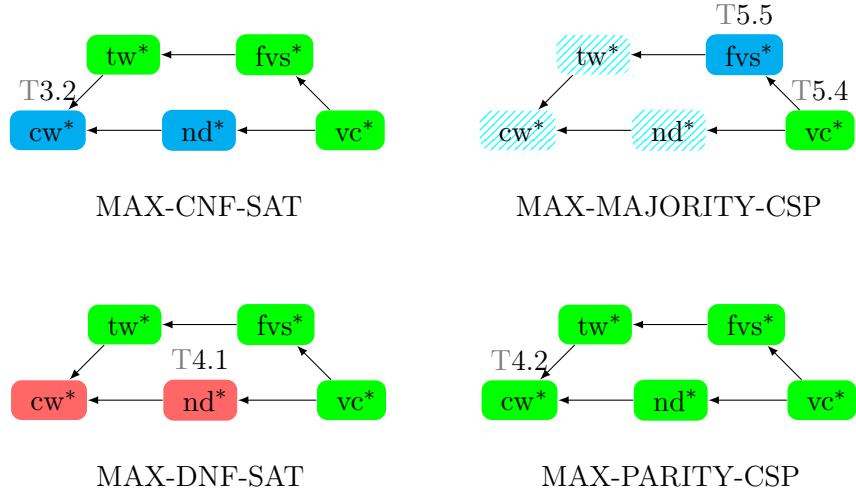 T5.5
tw* fvs* tw* fvs*
T3.2 T5.4
cw* nd* vc* cw* nd* vc*
MAX-CNF-SAT MAX-MAJORITY-CSP
tw* fvs* tw* fvs*
T4.1 T4.2
cw* nd* vc* cw* nd* vc*
MAX-DNF-SAT MAX-PARITY-CSP